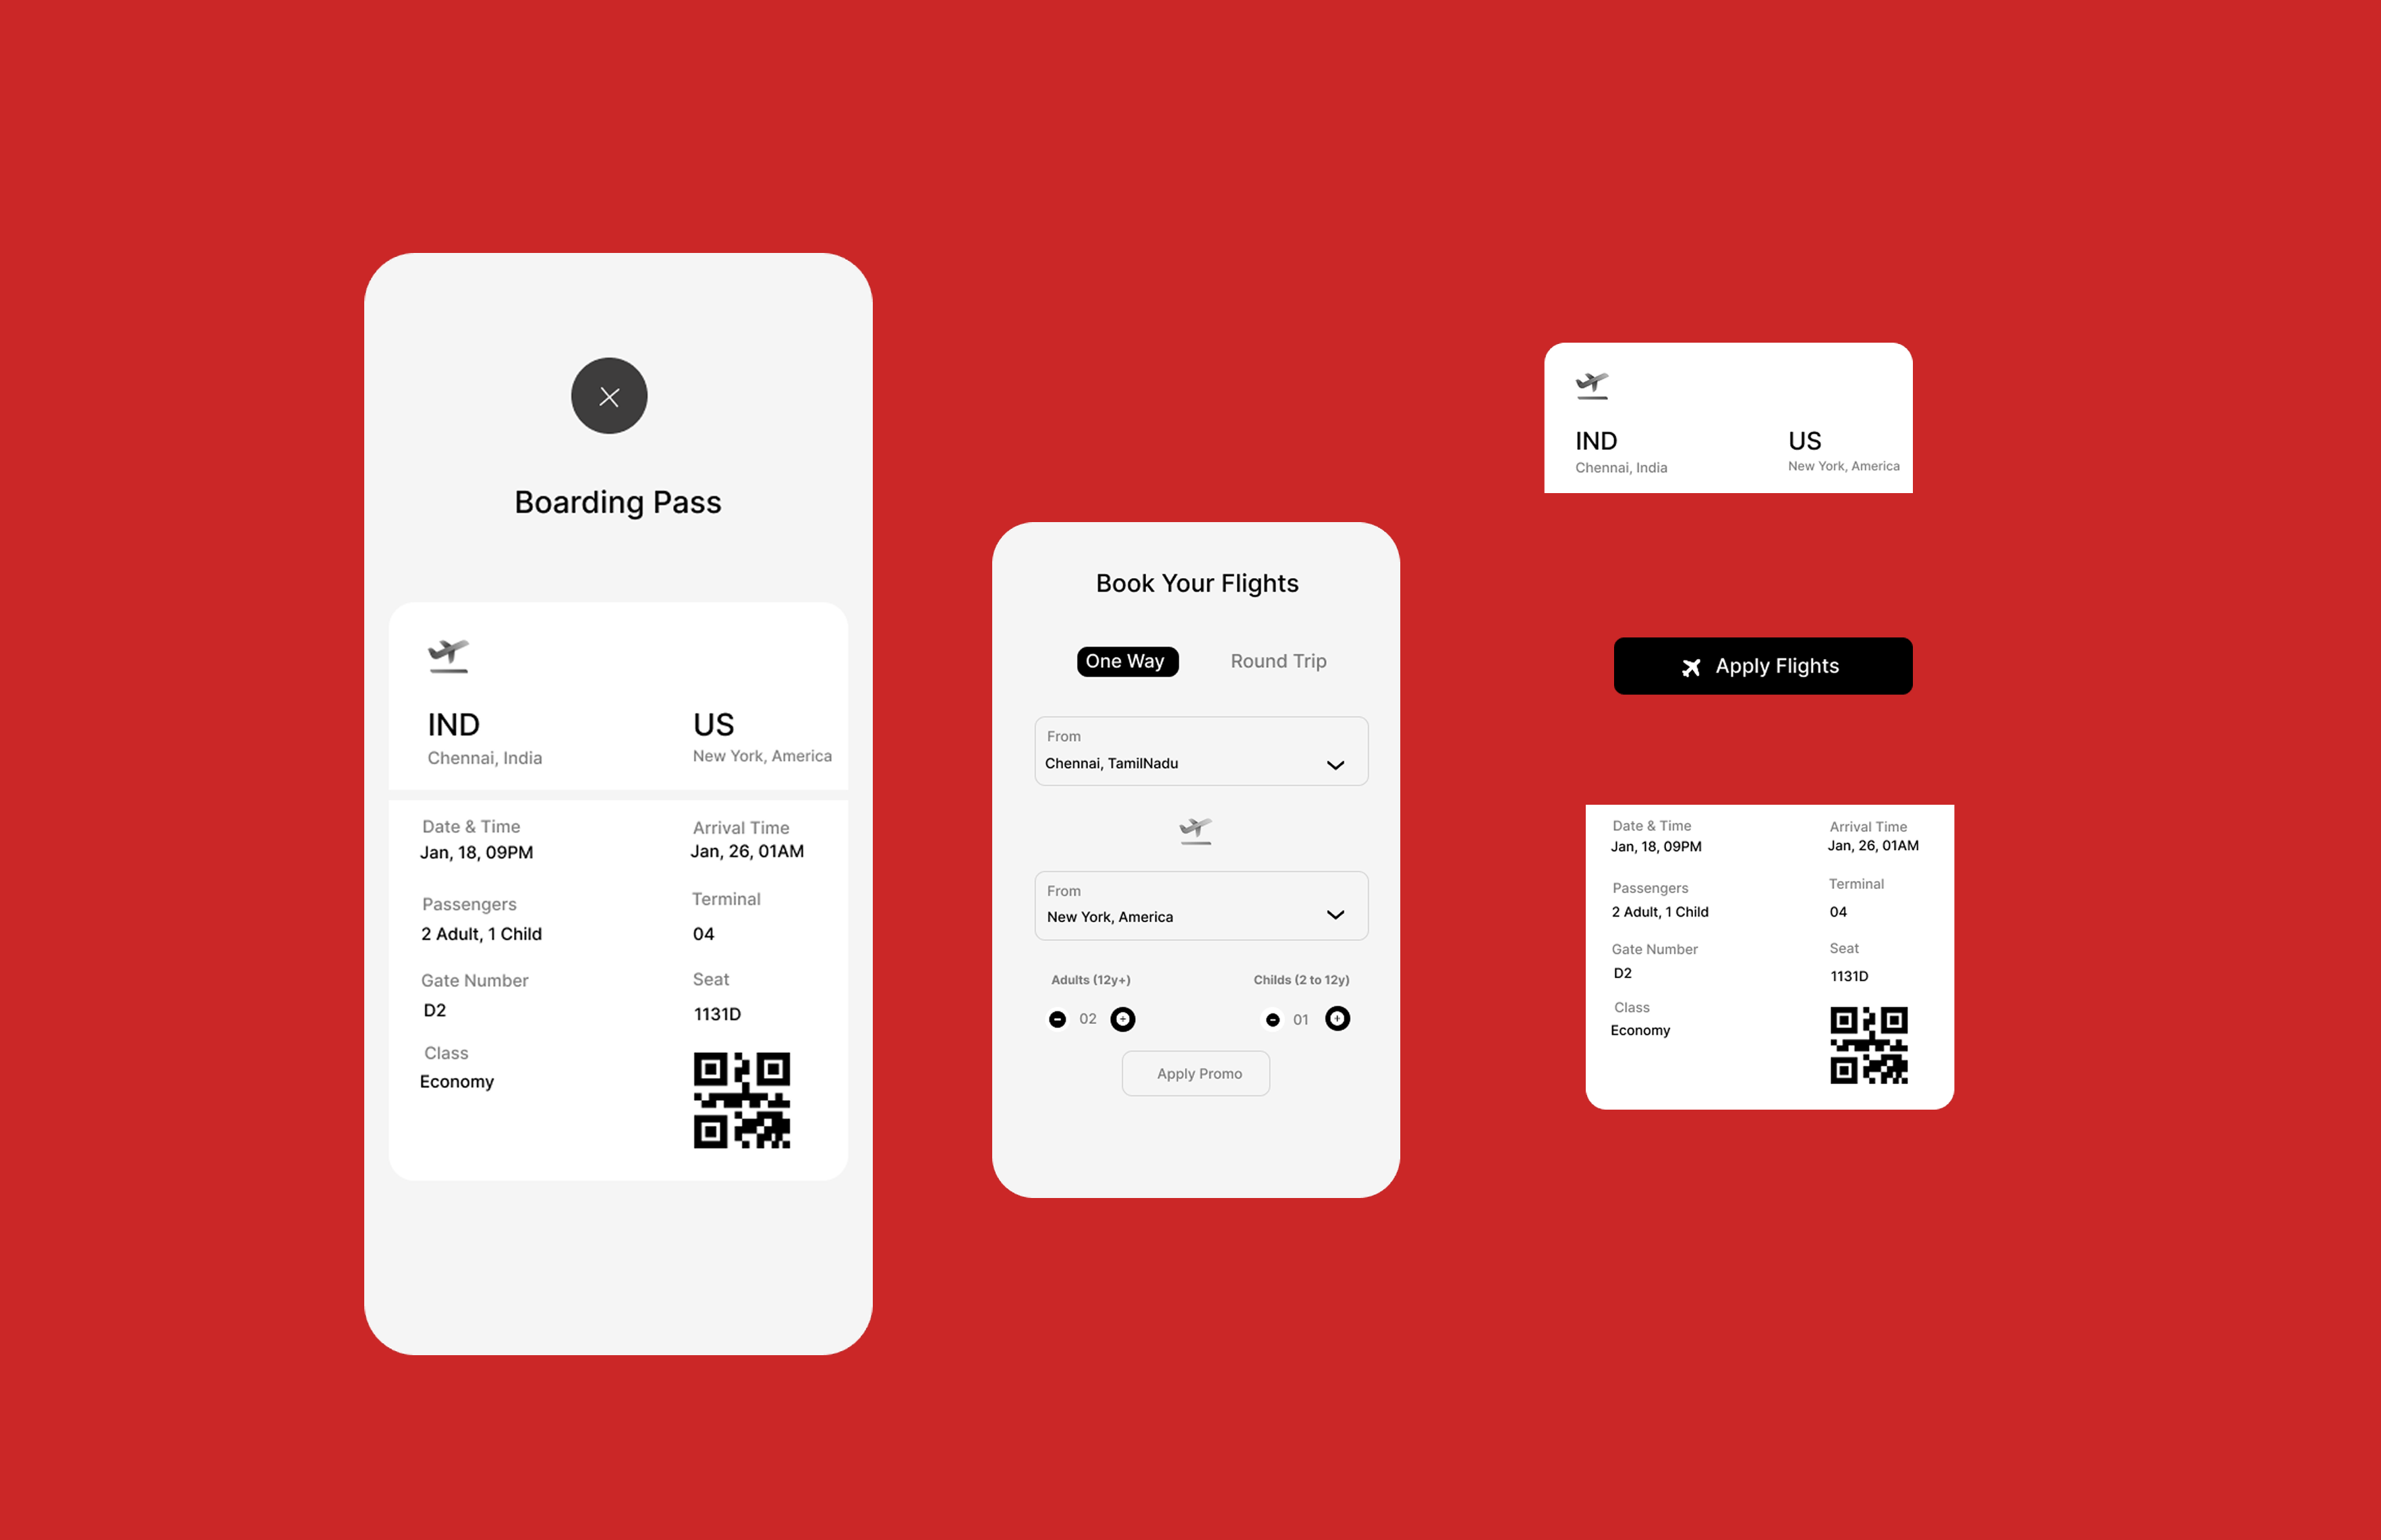 Boarding Pass
IND
US
Chennai, India
New York, America
Date & Time
Arrival Time
Jan, 18, 09PM
Jan, 26, 01AM
Passengers
Terminal
2 Adult, 1 Child
04
Gate Number
Seat
D2
1131D
Class
Economy
Book Your Flights
One Way
Round Trip
From
Chennai, TamilNadu
From
New York, America
Adults (12y+)
Childs (2 to 12y)
02
01
Apply Promo
IND
US
Chennai, India
New York, America
Apply Flights
Date & Time
Arrival Time
Jan, 18, 09PM
Jan, 26, 01AM
Passengers
Terminal
2 Adult, 1 Child
04
Gate Number
Seat
D2
1131D
Class
Economy